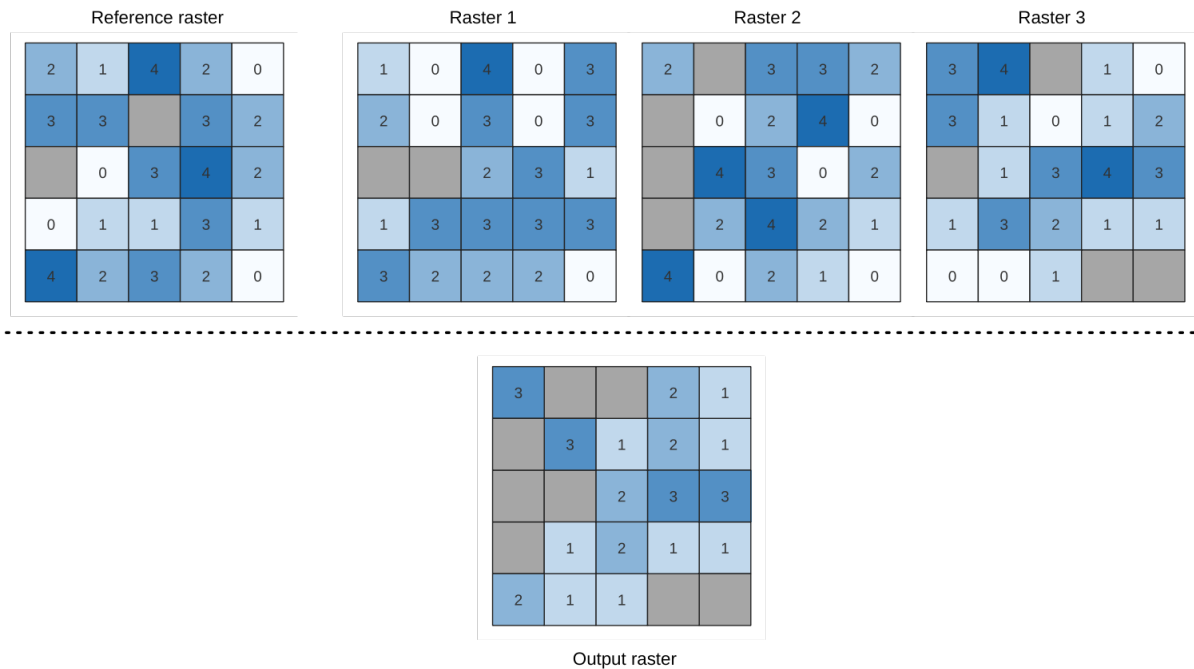 Reference raster Raster 1 Raster 2 Raster 3
2 1 4 2 0 1 0 4 0 3 2 3 3 2 3 4 1 0
3 3 3 2 2 0 3 0 3 0 2 4 0 3 1 0 1 2
0 3 4 2 2 3 1 4 3 0 2 1 3 4 3
0 1 1 3 1 1 3 3 3 3 2 4 2 1 1 3 2 1 1
4 2 3 2 0 3 2 2 2 0 4 0 2 1 0 0 0 1
3 2 1
3 1 2 1
2 3 3
1 2 1 1
2 1 1
Output raster